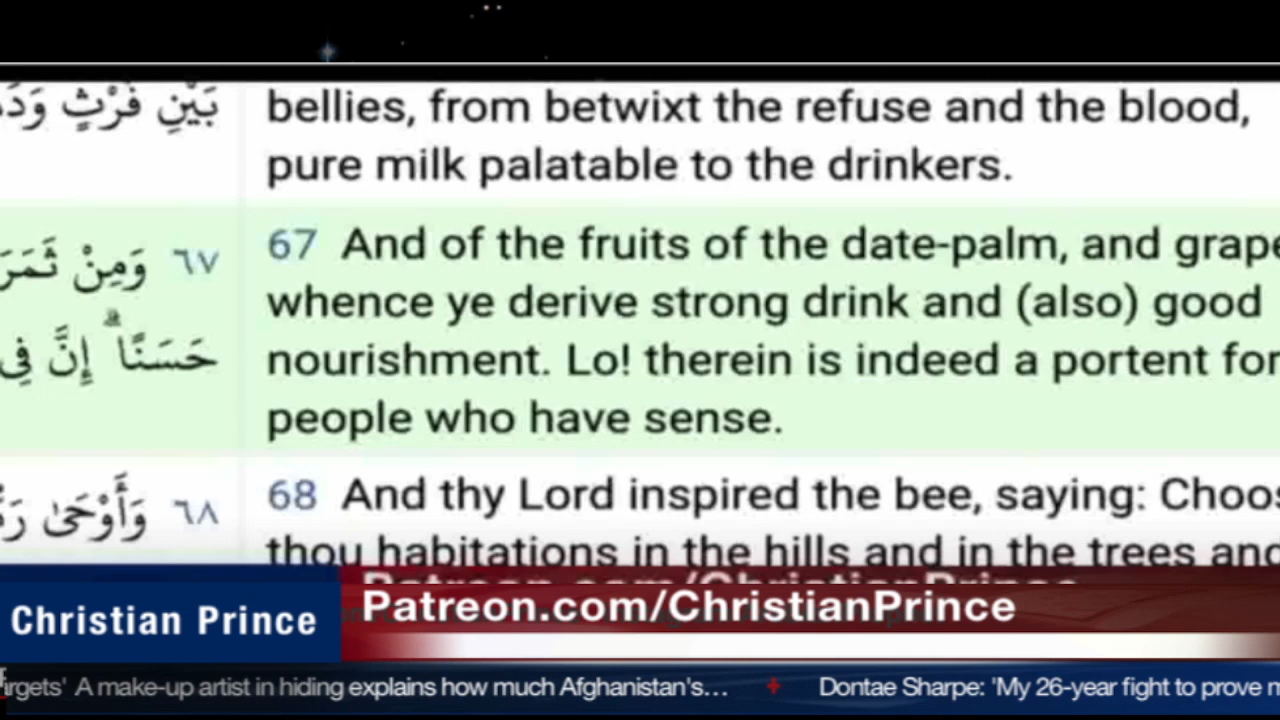 بَيْنِ فَرْثٍ
bellies, from betwixt the refuse and the blood,
pure milk palatable to the drinkers.
٦٧ وَمِنْ
67 And of the fruits of the date-palm, and
whence ye derive strong drink and (also) good
حَسَنًا ۗ إِنَّ فِى
nourishment. Lo! therein is indeed a portent for
people who have sense.
٦٨ وَأَوْحَىٰ
68 And thy Lord inspired the bee, saying:
thou habitations in the hills and in the trees and
Patreon.com/ChristianPrince
Christian Prince
Patreon.com/ChristianPrince
A make-up artist in hiding explains how much Afghanistan's…
Dontae Sharpe: 'My 26-year fight to prove